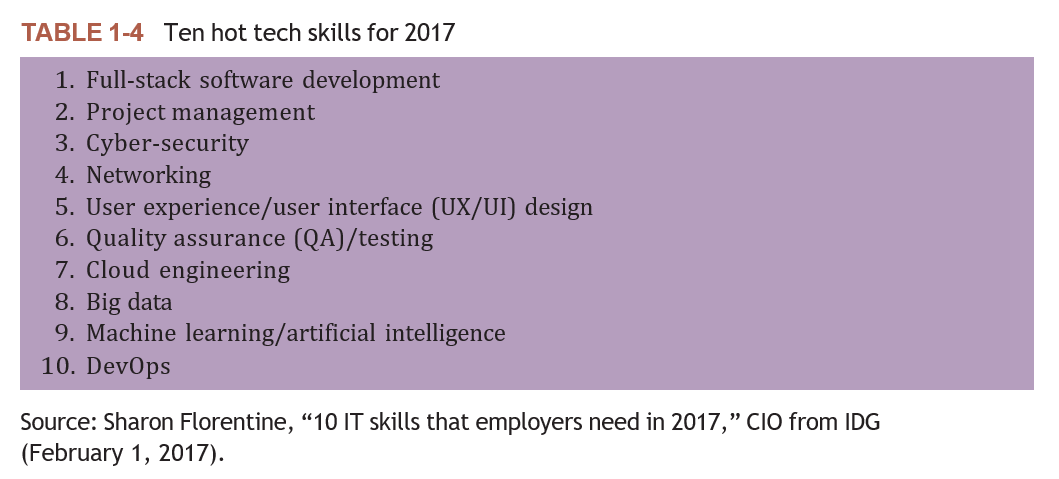 TABLE 1-4 Ten hot tech skills for 2017
1. Full-stack software development
2. Project management
3. Cyber-security
4. Networking
5. User experience/user interface (UX/UI) design
6. Quality assurance (QA)/testing
7. Cloud engineering
8. Big data
9. Machine learning/artificial intelligence
10. DevOps
Source: Sharon Florentine, “10 IT skills that employers need in 2017,” CIO from IDG
(February 1, 2017).